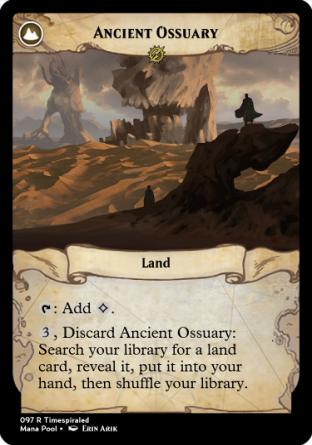 Ancient Ossuary
Land
: Add .
3 , Discard Ancient Ossuary:
Search your library for a land
card, reveal it, put it into your
hand, then shuffle your library.
097 R Timespiraled
Mana Pool • Erin Arik